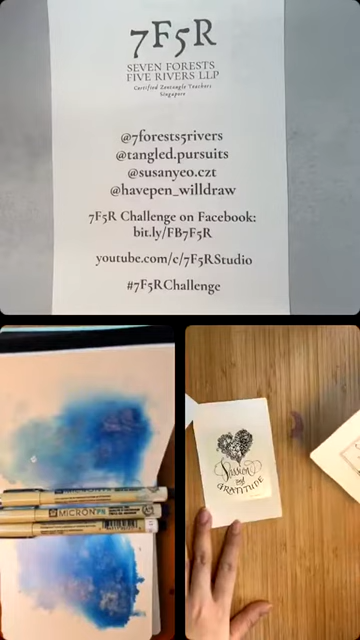 7F5R
SEVEN FORESTS
FIVE RIVERS LLP
Certified Zentangle Teachers
Singapore
@7forests5rivers
@tangled.pursuits
@susanyeo.czt
@havepen_willdraw
7F5R Challenge on Facebook:
bit.ly/FB7F5R
youtube.com/c/7F5RStudio
#7F5RChallenge
MICRON PN
Passion
and
GRATITUDE